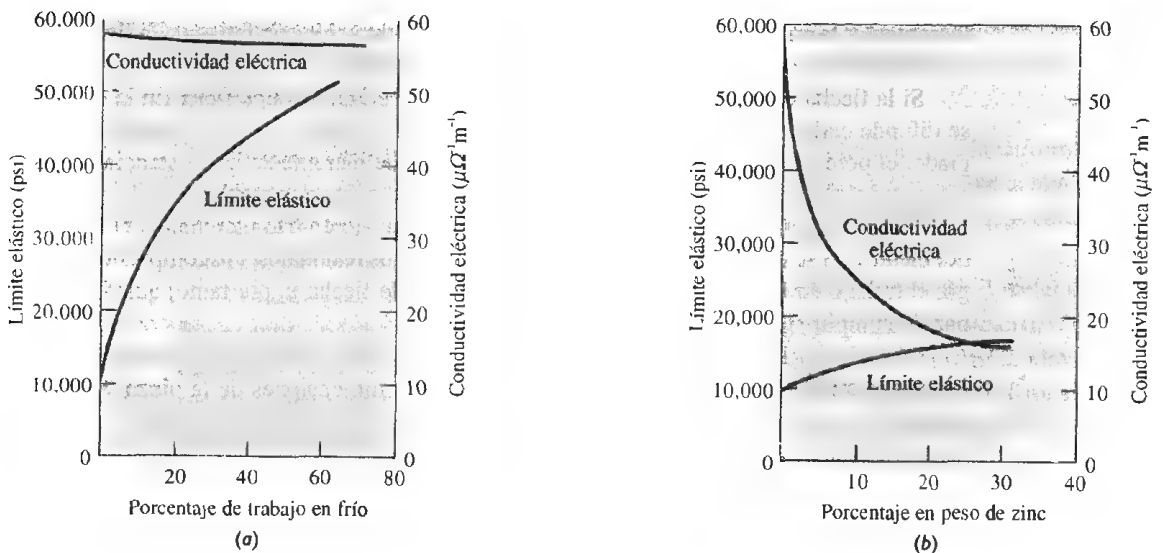 60.000
50.000
40.000
30.000
20.000
10.000
0
Límite elástico (psi)
Conductividad eléctrica
Límite elástico
60
50
40
30
20
10
0
Conductividad eléctrica (μΩ⁻¹m⁻¹)
20
40
60
80
Porcentaje de trabajo en frío
(a)
60,000
50,000
40,000
30,000
20,000
10,000
0
Límite elástico (psi)
Si la flecha
Conductividad
eléctrica
Límite elástico
60
50
40
30
20
10
0
Conductividad eléctrica (μΩ⁻¹m⁻¹)
10
20
30
40
Porcentaje en peso de zinc
(b)